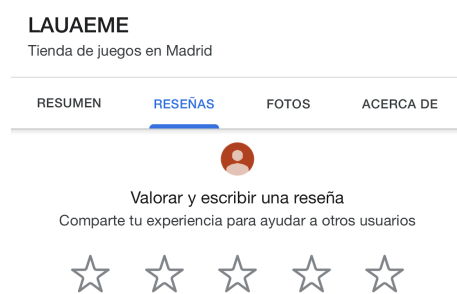 LAUAEME
Tienda de juegos en Madrid
RESUMEN RESEÑAS FOTOS ACERCA DE
Valorar y escribir una reseña
Comparte tu experiencia para ayudar a otros usuarios